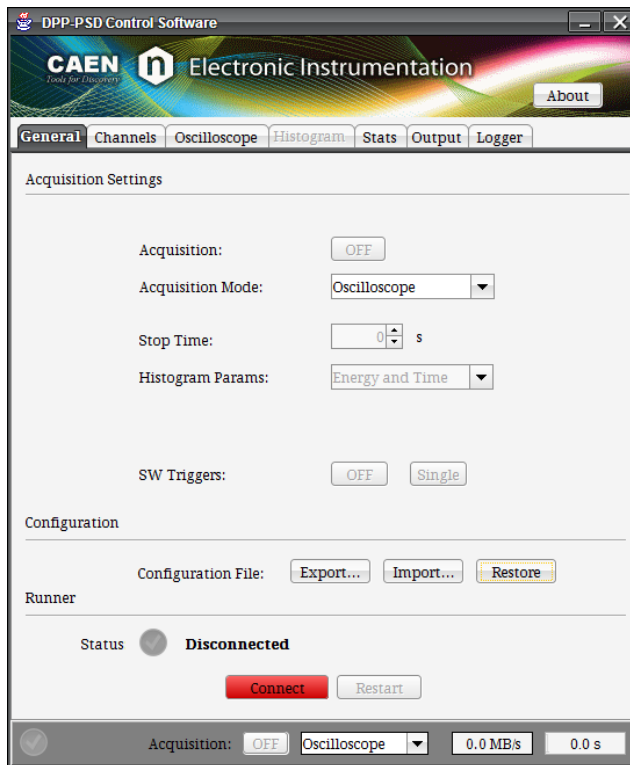 DPP-PSD Control Software
CAEN n Electronic Instrumentation
Tools for Discovery
About
General Channels Oscilloscope Histogram Stats Output Logger
Acquisition Settings
Acquisition: OFF
Acquisition Mode: Oscilloscope
Stop Time: 0 s
Histogram Params: Energy and Time
SW Triggers: OFF Single
Configuration
Configuration File: Export... Import... Restore
Runner
Status Disconnected
Connect Restart
Acquisition: OFF Oscilloscope 0.0 MB/s 0.0 s